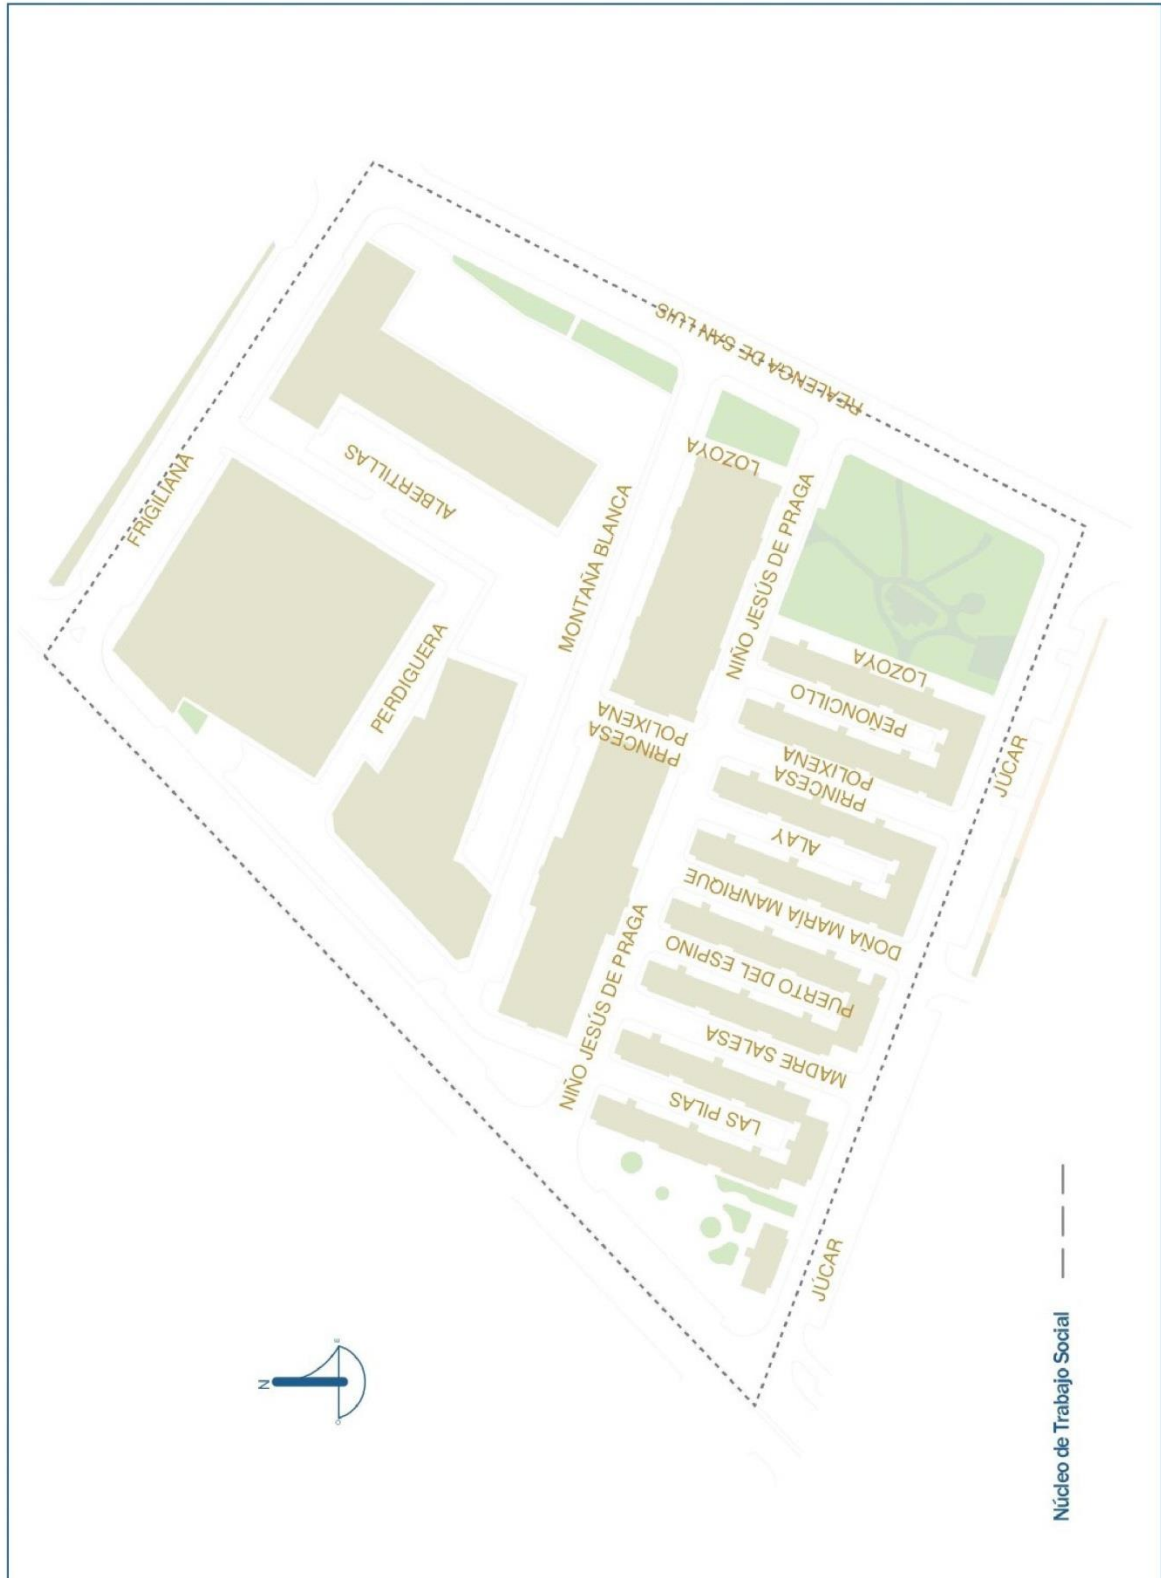 FRIGILIANA
ALBERTILLAS
PERDIGUERA
MONTAÑA BLANCA
REALENGA DE SAN LUIS
LOZOYA
NIÑO JESÚS DE PRAGA
PRINCESA
POLIXENA
LOZOYA
PEÑONCILLO
PRINCESA
POLIXENA
ALAY
DOÑA MARÍA MANRIQUE
PUERTO DEL ESPINO
MADRE SALESA
LAS PILAS
NIÑO JESÚS DE PRAGA
JÚCAR
JÚCAR
N
E
O
Núcleo de Trabajo Social